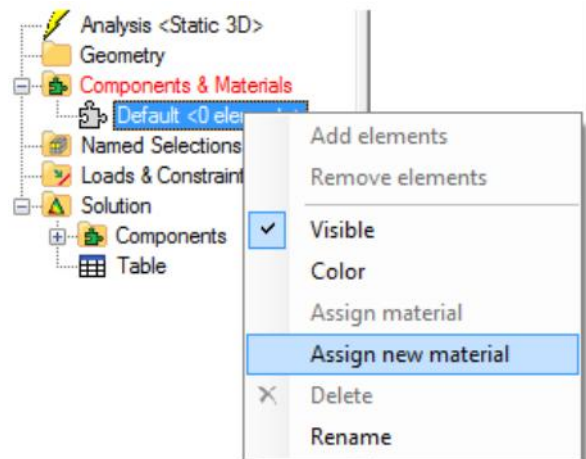 Analysis <Static 3D>
Geometry
Components & Materials
Default <0
Named Selections
Loads & Constraint
Solution
Components
Table
Add elements
Remove elements
Visible
Color
Assign material
Assign new material
Delete
Rename